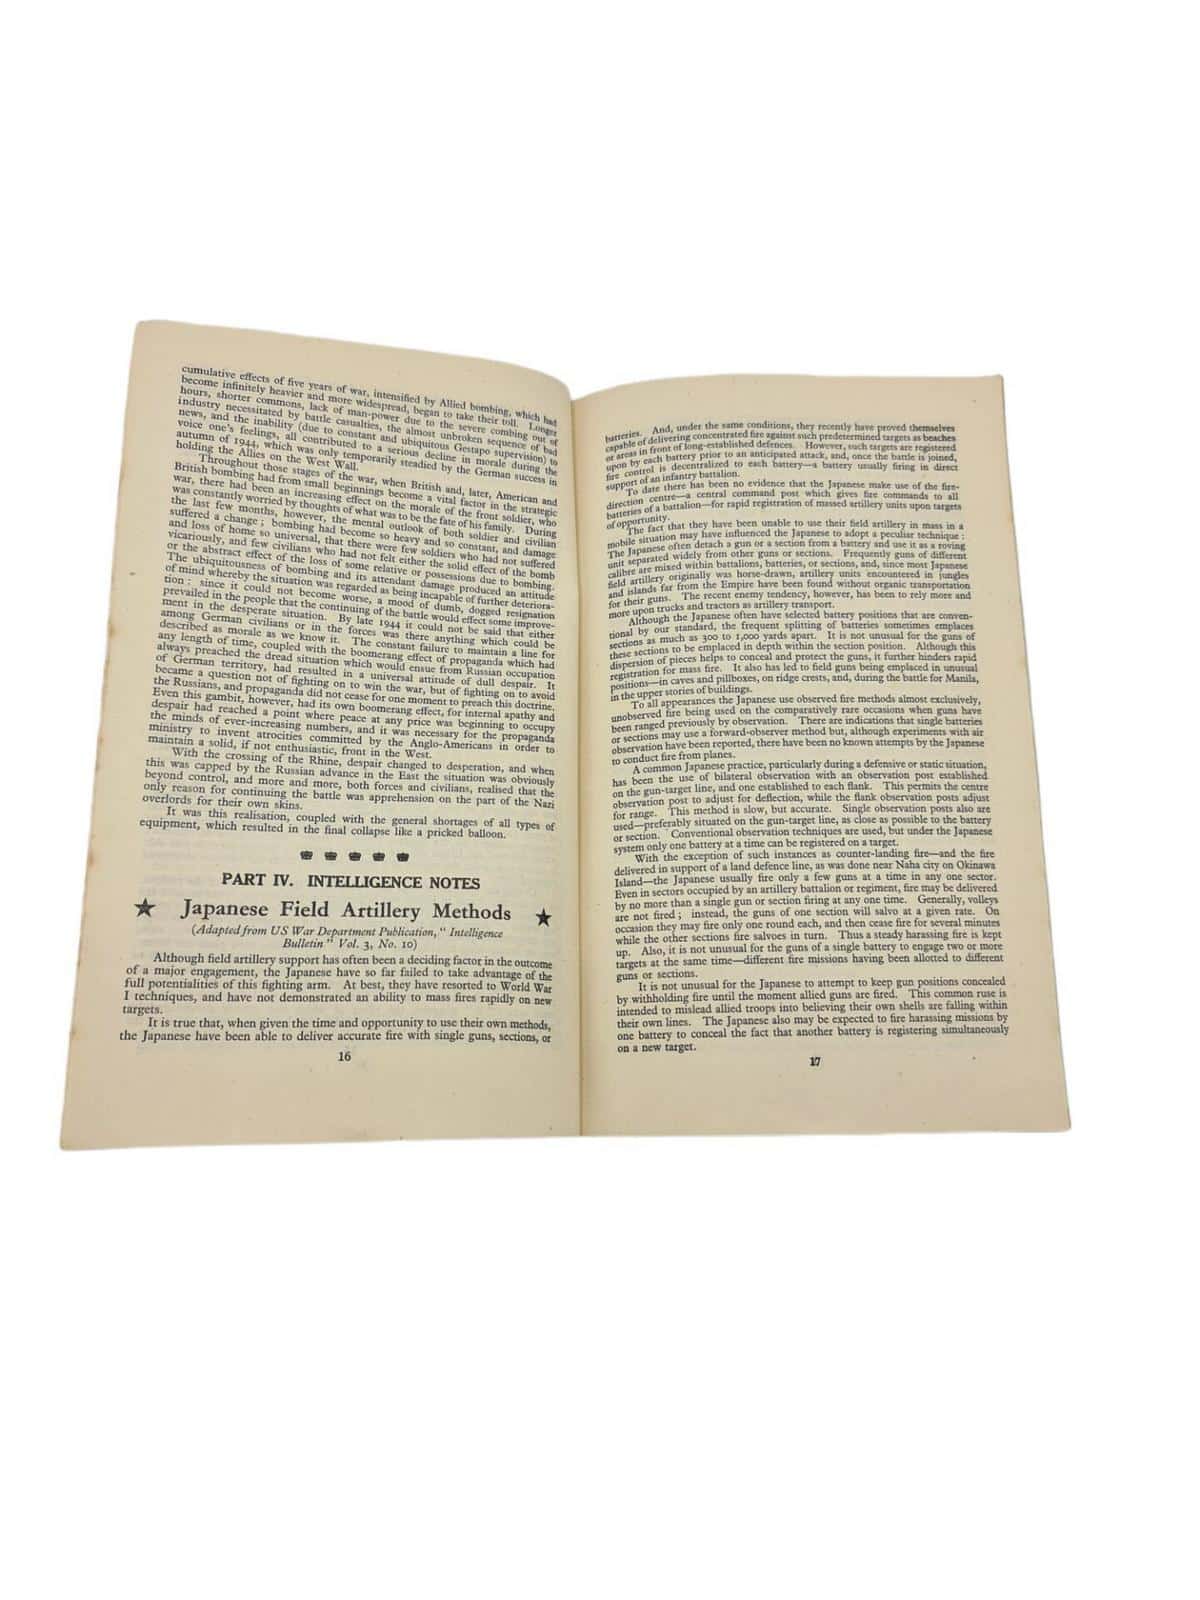 cumulative effects of five years of war, intensified by Allied bombing, which had
become infinitely heavier and more widespread, began to take their toll. Longer
hours, shorter commons, lack of man-power due to the severe combing out of
industry necessitated by battle casualties, the almost unbroken sequence of bad
news, and the inability (due to constant and ubiquitous Gestapo supervision) to
voice one's feelings, all contributed to a serious decline in morale during the
autumn of 1944, which was only temporarily steadied by the German success in
holding the Allies on the West Wall.
Throughout those stages of the war, when British and, later, American and
British bombing had from small beginnings become a vital factor in the strategic
war, there had been an increasing effect on the morale of the front soldier, who
was constantly worried by thoughts of what was to be the fate of his family. During
the last few months, however, the mental outlook of both soldier and civilian
suffered a change; bombing had become so heavy and so constant, and damage
and loss of home so universal, that there were few soldiers who had not suffered
vicariously, and few civilians who had not felt either the solid effect of the bomb
or the abstract effect of the loss of some relative or possessions due to bombing.
The ubiquitousness of bombing and its attendant damage produced an attitude
of mind whereby the situation was regarded as being incapable of further deteriora-
tion: since it could not become worse, a mood of dumb, dogged resignation
prevailed in the people that the continuing of the battle would effect some improve-
ment in the desperate situation. By late 1944 it could not be said that either
among German civilians or in the forces was there anything which could be
described as morale as we know it. The constant failure to maintain a line for
any length of time, coupled with the boomerang effect of propaganda which had
always preached the dread situation which would ensue from Russian occupation
of German territory, had resulted in a universal attitude of dull despair. It
became a question not of fighting on to win the war, but of fighting on to avoid
the Russians, and propaganda did not cease for one moment to preach this doctrine.
Even this gambit, however, had its own boomerang effect, for internal apathy and
despair had reached a point where peace at any price was beginning to occupy
the minds of ever-increasing numbers, and it was necessary for the propaganda
ministry to invent atrocities committed by the Anglo-Americans in order to
maintain a solid, if not enthusiastic, front in the West.
With the crossing of the Rhine, despair changed to desperation, and when
this was capped by the Russian advance in the East the situation was obviously
beyond control, and more and more, both forces and civilians, realised that the
only reason for continuing the battle was apprehension on the part of the Nazi
overlords for their own skins.
It was this realisation, coupled with the general shortages of all types of
equipment, which resulted in the final collapse like a pricked balloon.
PART IV. INTELLIGENCE NOTES
★ Japanese Field Artillery Methods ★
(Adapted from US War Department Publication, "Intelligence
Bulletin" Vol. 3, No. 10)
Although field artillery support has often been a deciding factor in the outcome
of a major engagement, the Japanese have so far failed to take advantage of the
full potentialities of this fighting arm. At best, they have resorted to World War
I techniques, and have not demonstrated an ability to mass fires rapidly on new
targets.
It is true that, when given the time and opportunity to use their own methods,
the Japanese have been able to deliver accurate fire with single guns, sections, or
16
batteries. And, under the same conditions, they recently have proved themselves
capable of delivering concentrated fire against such predetermined targets as beaches
or areas in front of long-established defences. However, such targets are registered
upon by each battery prior to an anticipated attack, and, once the battle is joined,
fire control is decentralized to each battery—a battery usually firing in direct
support of an infantry battalion.
To date there has been no evidence that the Japanese make use of the fire-
direction centre—a central command post which gives fire commands to all
batteries of a battalion—for rapid registration of massed artillery units upon targets
of opportunity.
The fact that they have been unable to use their field artillery in mass in a
mobile situation may have influenced the Japanese to adopt a peculiar technique:
The Japanese often detach a gun or a section from a battery and use it as a roving
unit separated widely from other guns or sections. Frequently guns of different
calibre are mixed within battalions, batteries, or sections, and, since most Japanese
field artillery originally was horse-drawn, artillery units encountered in jungles
and islands far from the Empire have been found without organic transportation
for their guns. The recent enemy tendency, however, has been to rely more and
more upon trucks and tractors as artillery transport.
Although the Japanese often have selected battery positions that are conven-
tional by our standard, the frequent splitting of batteries sometimes emplaces
sections as much as 300 to 1,000 yards apart. It is not unusual for the guns of
these sections to be emplaced in depth within the section position. Although this
dispersion of pieces helps to conceal and protect the guns, it further hinders rapid
registration for mass fire. It also has led to field guns being emplaced in unusual
positions—in caves and pillboxes, on ridge crests, and, during the battle for Manila,
in the upper stories of buildings.
To all appearances the Japanese use observed fire methods almost exclusively,
unobserved fire being used on the comparatively rare occasions when guns have
been ranged previously by observation. There are indications that single batteries
or sections may use a forward-observer method but, although experiments with air
observation have been reported, there have been no known attempts by the Japanese
to conduct fire from planes.
A common Japanese practice, particularly during a defensive or static situation,
has been the use of bilateral observation with an observation post established
on the gun-target line, and one established to each flank. This permits the centre
observation post to adjust for deflection, while the flank observation posts adjust
for range. This method is slow, but accurate. Single observation posts also are
used—preferably situated on the gun-target line, as close as possible to the battery
or section. Conventional observation techniques are used, but under the Japanese
system only one battery at a time can be registered on a target.
With the exception of such instances as counter-landing fire—and the fire
delivered in support of a land defence line, as was done near Naha city on Okinawa
Island—the Japanese usually fire only a few guns at a time in any one sector.
Even in sectors occupied by an artillery battalion or regiment, fire may be delivered
by no more than a single gun or section firing at any one time. Generally, volleys
are not fired; instead, the guns of one section will salvo at a given rate. On
occasion they may fire only one round each, and then cease fire for several minutes
while the other sections fire salvoes in turn. Thus a steady harassing fire is kept
up. Also, it is not unusual for the guns of a single battery to engage two or more
targets at the same time—different fire missions having been allotted to different
guns or sections.
It is not unusual for the Japanese to attempt to keep gun positions concealed
by withholding fire until the moment allied guns are fired. This common ruse is
intended to mislead allied troops into believing their own shells are falling within
their own lines. The Japanese also may be expected to fire harassing missions by
one battery to conceal the fact that another battery is registering simultaneously
on a new target.
17